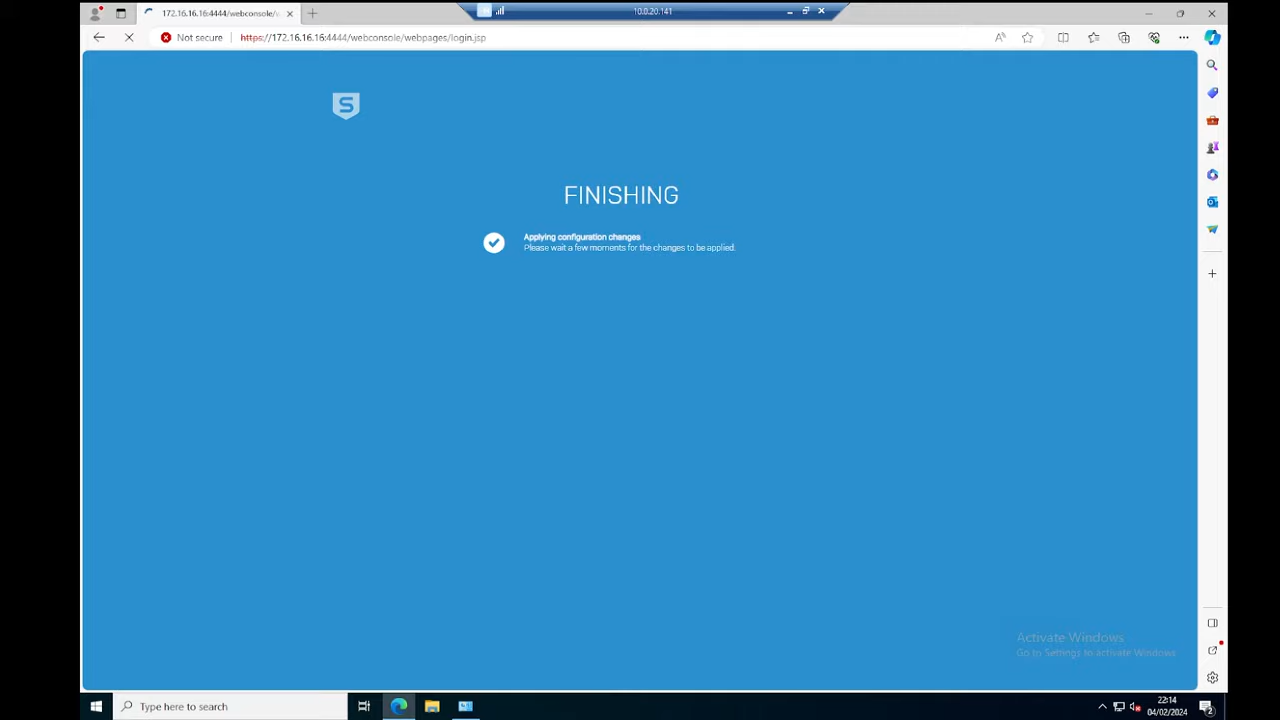 172.16.16.16:4444/webconsole/w
10.0.20.141
Not secure
https://172.16.16.16:4444/webconsole/webpages/login.jsp
S
FINISHING
Applying configuration changes
Please wait a few moments for the changes to be applied.
Activate Windows
Go to Settings to activate Windows.
Type here to search
22:14
04/02/2024
2